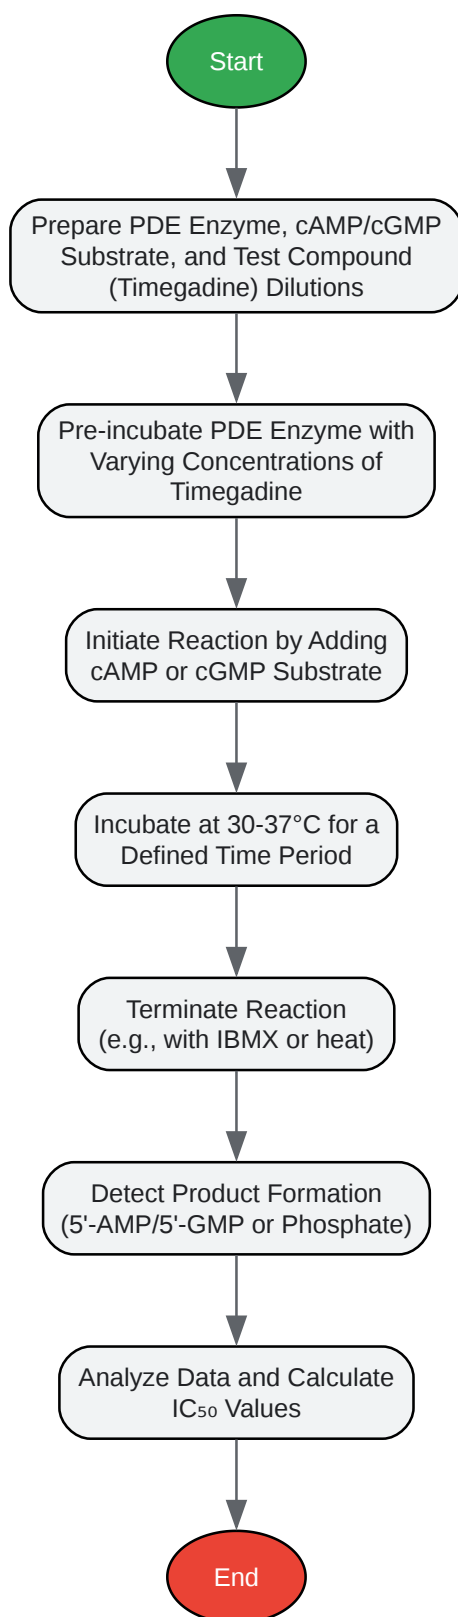 Start
Prepare PDE Enzyme, cAMP/cGMP
Substrate, and Test Compound
(Timegadine) Dilutions
Pre-incubate PDE Enzyme with
Varying Concentrations of
Timegadine
Initiate Reaction by Adding
cAMP or cGMP Substrate
Incubate at 30-37°C for a
Defined Time Period
Terminate Reaction
(e.g., with IBMX or heat)
Detect Product Formation
(5'-AMP/5'-GMP or Phosphate)
Analyze Data and Calculate
IC₅₀ Values
End